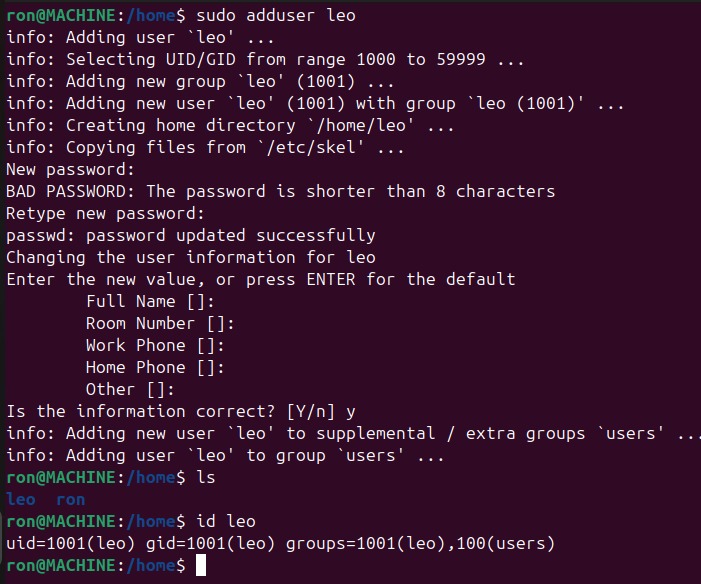 ron@MACHINE:/home$ sudo adduser leo
info: Adding user `leo' ...
info: Selecting UID/GID from range 1000 to 59999 ...
info: Adding new group `leo' (1001) ...
info: Adding new user `leo' (1001) with group `leo (1001)' ...
info: Creating home directory `/home/leo' ...
info: Copying files from `/etc/skel' ...
New password:
BAD PASSWORD: The password is shorter than 8 characters
Retype new password:
passwd: password updated successfully
Changing the user information for leo
Enter the new value, or press ENTER for the default
        Full Name []:
        Room Number []:
        Work Phone []:
        Home Phone []:
        Other []:
Is the information correct? [Y/n] y
info: Adding new user `leo' to supplemental / extra groups `users' ...
info: Adding user `leo' to group `users' ...
ron@MACHINE:/home$ ls
leo  ron
ron@MACHINE:/home$ id leo
uid=1001(leo) gid=1001(leo) groups=1001(leo),100(users)
ron@MACHINE:/home$